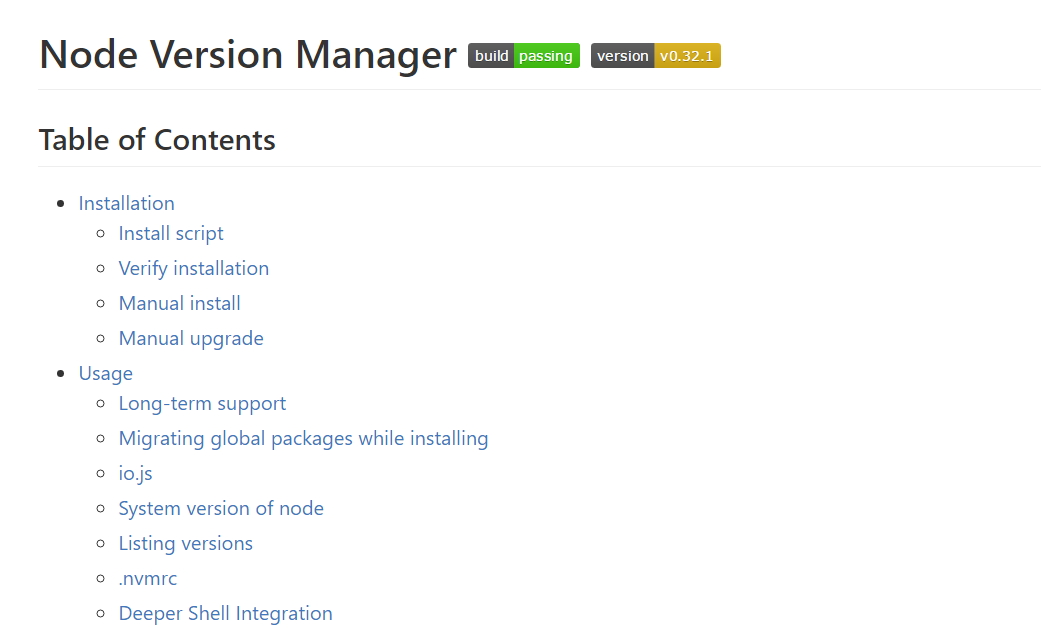 Node Version Manager build passing version v0.32.1
Table of Contents
Installation
Install script
Verify installation
Manual install
Manual upgrade
Usage
Long-term support
Migrating global packages while installing
io.js
System version of node
Listing versions
.nvmrc
Deeper Shell Integration